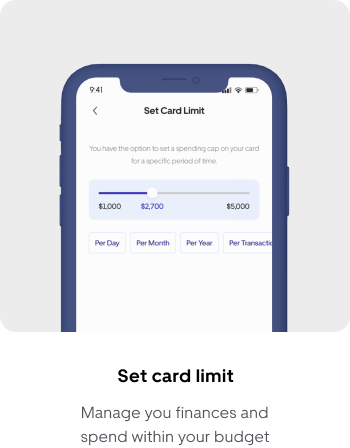 9:41
Set Card Limit
You have the option to set a spending cap on your card
for a specific period of time.
$1,000 $2,700 $5,000
Per Day Per Month Per Year Per Transactio
Set card limit
Manage you finances and
spend within your budget